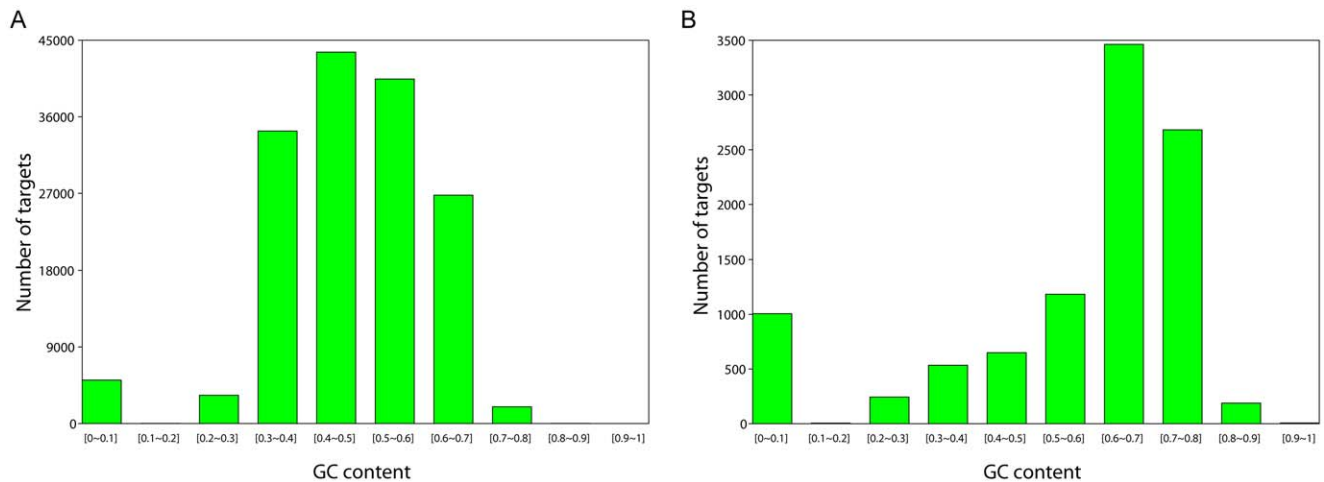 A
Number of targets
45000
36000
27000
18000
9000
0
[0~0.1] [0.1~0.2] [0.2~0.3] [0.3~0.4] [0.4~0.5] [0.5~0.6] [0.6~0.7] [0.7~0.8] [0.8~0.9] [0.9~1]
GC content
B
Number of targets
3500
3000
2500
2000
1500
1000
500
0
[0~0.1] [0.1~0.2] [0.2~0.3] [0.3~0.4] [0.4~0.5] [0.5~0.6] [0.6~0.7] [0.7~0.8] [0.8~0.9] [0.9~1]
GC content